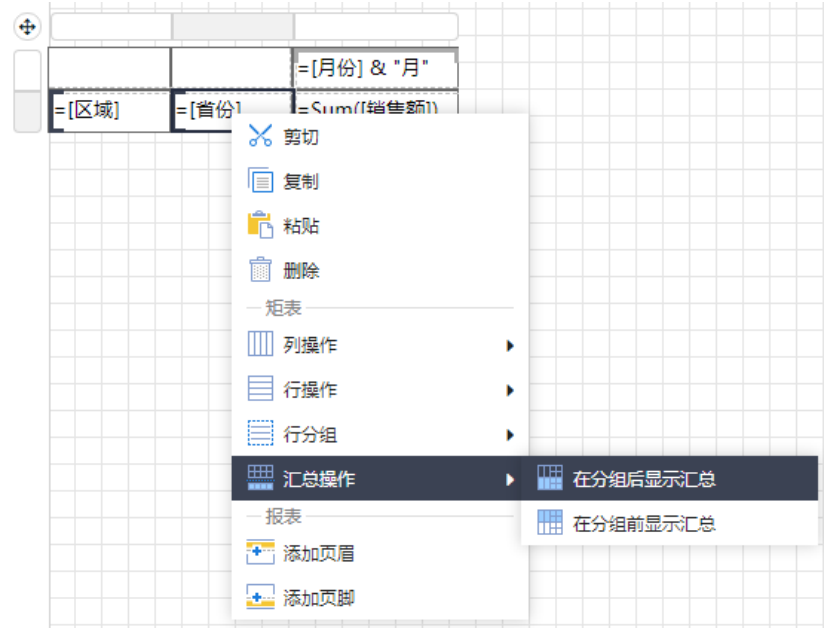 =[月份] & "月"
=[区域] =[省份] =Sum([销售额])
剪切
复制
粘贴
删除
矩表
列操作
行操作
行分组
汇总操作
在分组后显示汇总
在分组前显示汇总
报表
添加页眉
添加页脚